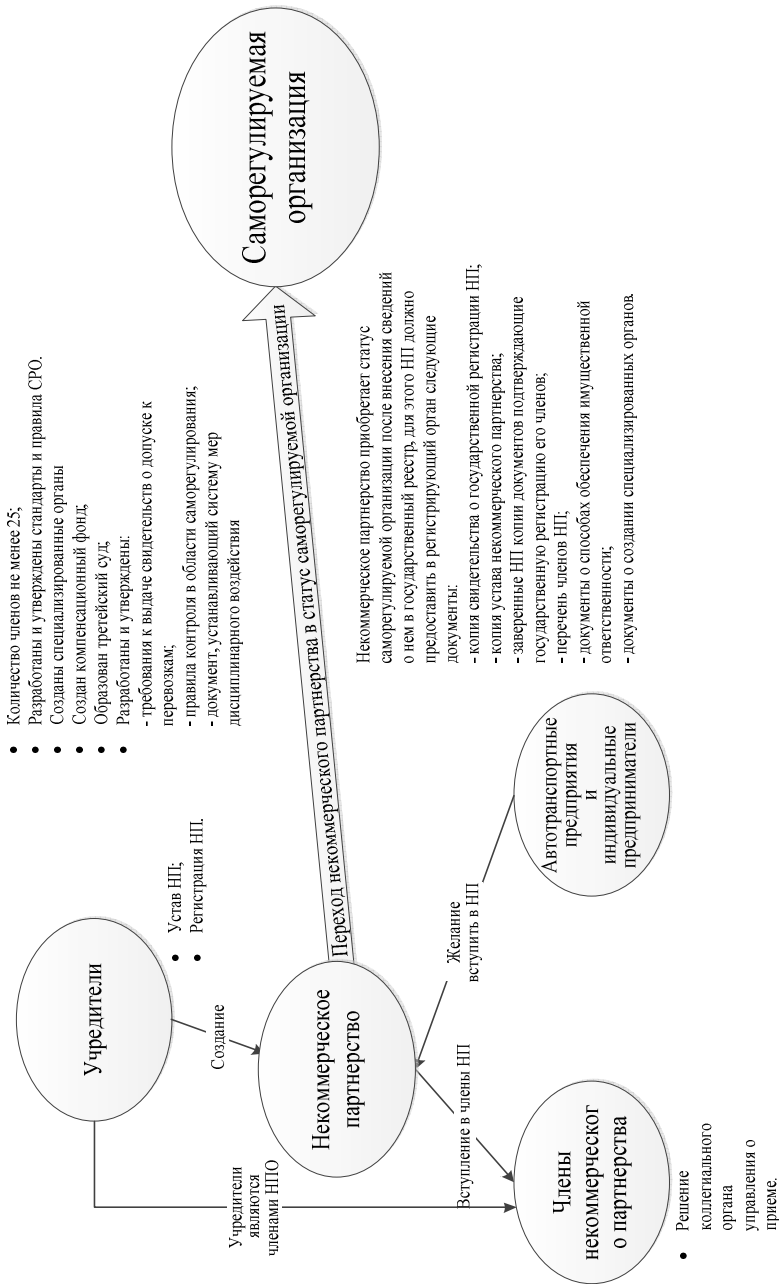 Учредители
Создание
• Устав НП;
• Регистрация НП.
Учредители
являются
членами НПО
Некоммерческое
партнерство
Переход некоммерческого партнерства в статус саморегулируемой организации
Саморегулируемая
организация
• Количество членов не менее 25;
• Разработаны и утверждены стандарты и правила СРО.
• Созданы специализированные органы
• Создан компенсационный фонд;
• Образован третейский суд;
• Разработаны и утверждены:
- требования к выдаче свидетельств о допуске к
перевозкам;
- правила контроля в области саморегулирования;
- документ, устанавливающий систему мер
дисциплинарного воздействия
Некоммерческое партнерство приобретает статус
саморегулируемой организации после внесения сведений
о нем в государственный реестр, для этого НП должно
предоставить в регистрирующий орган следующие
документы:
- копия свидетельства о государственной регистрации НП;
- копия устава некоммерческого партнерства;
- заверенные НП копии документов подтверждающие
государственную регистрацию его членов;
- перечень членов НП;
- документы о способах обеспечения имущественной
ответственности;
- документы о создании специализированных органов.
Желание
вступить в НП
Автотранспортные
предприятия
и
индивидуальные
предприниматели
Вступление в члены НП
Члены
некоммерческог
о партнерства
• Решение
коллегиального
органа
управления о
приеме.